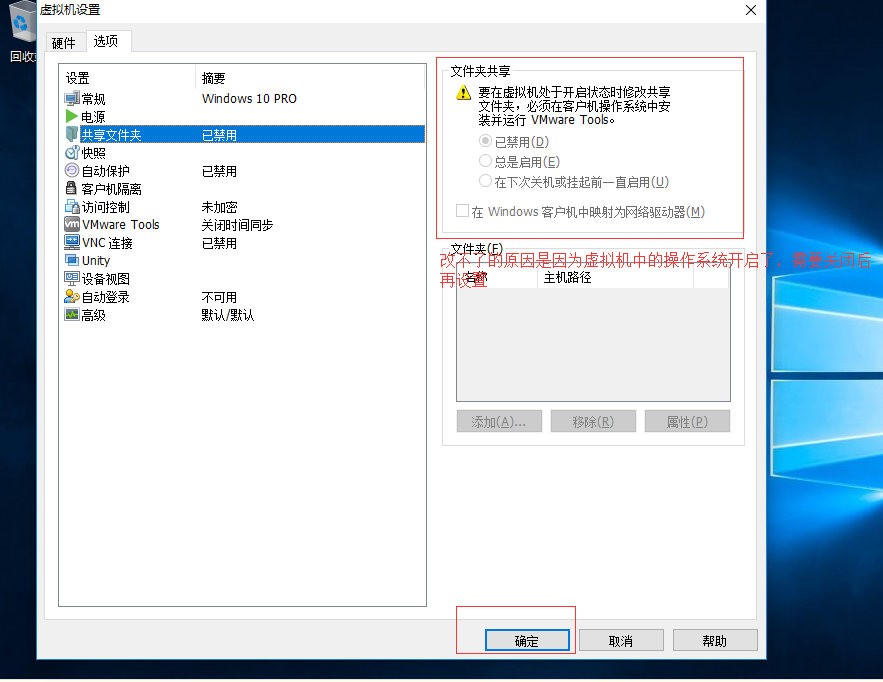 虚拟机设置
回收
硬件 选项
设置 摘要
常规 Windows 10 PRO
电源
共享文件夹 已禁用
快照
自动保护 已禁用
客户机隔离
访问控制 未加密
VMware Tools 关闭时间同步
VNC 连接 已禁用
Unity
设备视图
自动登录 不可用
高级 默认/默认
文件夹共享
要在虚拟机处于开启状态时修改共享
文件夹，必须在客户机操作系统中安
装并运行 VMware Tools。
已禁用(D)
总是启用(E)
在下次关机或挂起前一直启用(U)
在 Windows 客户机中映射为网络驱动器(M)
文件夹(F)
改不了的原因是因为虚拟机中的操作系统开启了，
再设置
名称 主机路径
添加(A)... 移除(R) 属性(P)
确定 取消 帮助